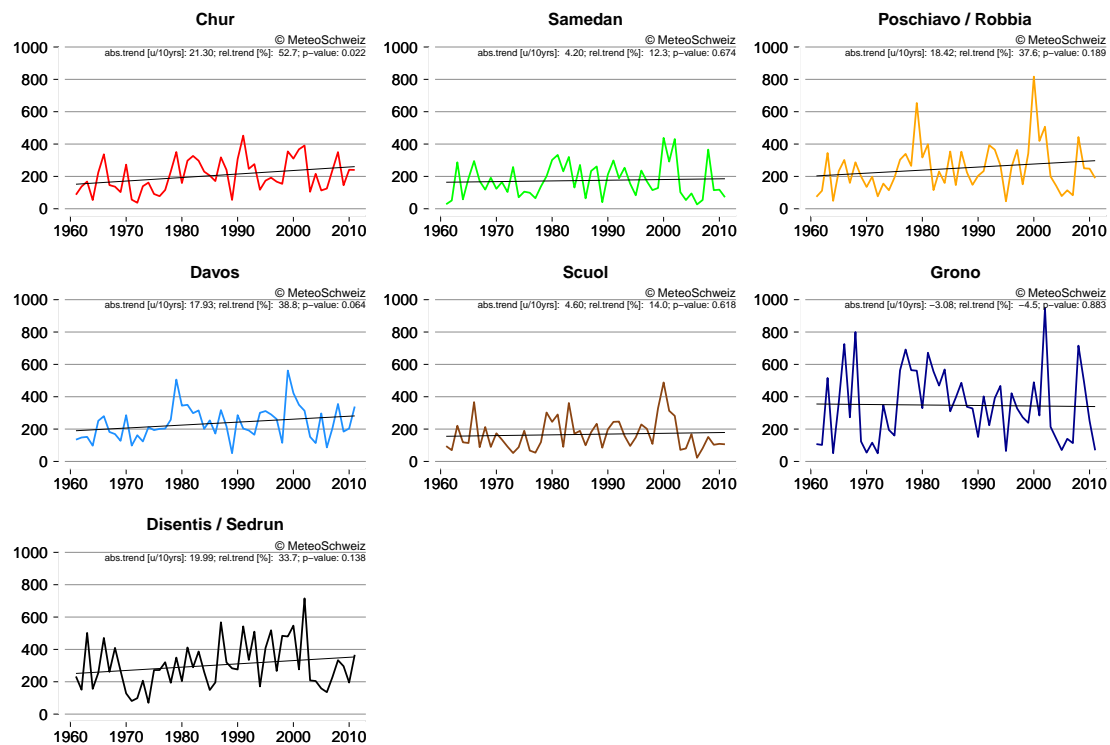 Chur
© MeteoSchweiz
abs.trend [u/10yrs]: 21.30; rel.trend [%]: 52.7; p−value: 0.022
1000
800
600
400
200
0
1960 1970 1980 1990 2000 2010
Samedan
© MeteoSchweiz
abs.trend [u/10yrs]: 4.20; rel.trend [%]: 12.3; p−value: 0.674
1000
800
600
400
200
0
1960 1970 1980 1990 2000 2010
Poschiavo / Robbia
© MeteoSchweiz
abs.trend [u/10yrs]: 18.42; rel.trend [%]: 37.6; p−value: 0.189
1000
800
600
400
200
0
1960 1970 1980 1990 2000 2010
Davos
© MeteoSchweiz
abs.trend [u/10yrs]: 17.93; rel.trend [%]: 38.8; p−value: 0.064
1000
800
600
400
200
0
1960 1970 1980 1990 2000 2010
Scuol
© MeteoSchweiz
abs.trend [u/10yrs]: 4.60; rel.trend [%]: 14.0; p−value: 0.618
1000
800
600
400
200
0
1960 1970 1980 1990 2000 2010
Grono
© MeteoSchweiz
abs.trend [u/10yrs]: −3.08; rel.trend [%]: −4.5; p−value: 0.883
1000
800
600
400
200
0
1960 1970 1980 1990 2000 2010
Disentis / Sedrun
© MeteoSchweiz
abs.trend [u/10yrs]: 19.99; rel.trend [%]: 33.7; p−value: 0.138
1000
800
600
400
200
0
1960 1970 1980 1990 2000 2010